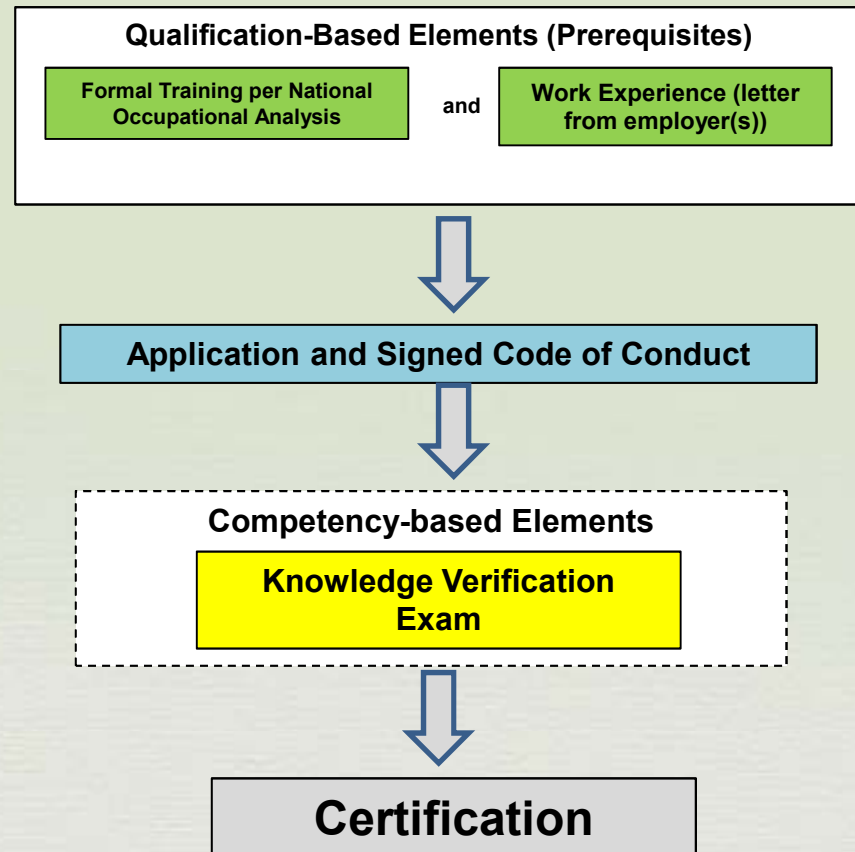 Qualification-Based Elements (Prerequisites)
Formal Training per National
Occupational Analysis
and
Work Experience (letter
from employer(s))
Application and Signed Code of Conduct
Competency-based Elements
Knowledge Verification
Exam
Certification